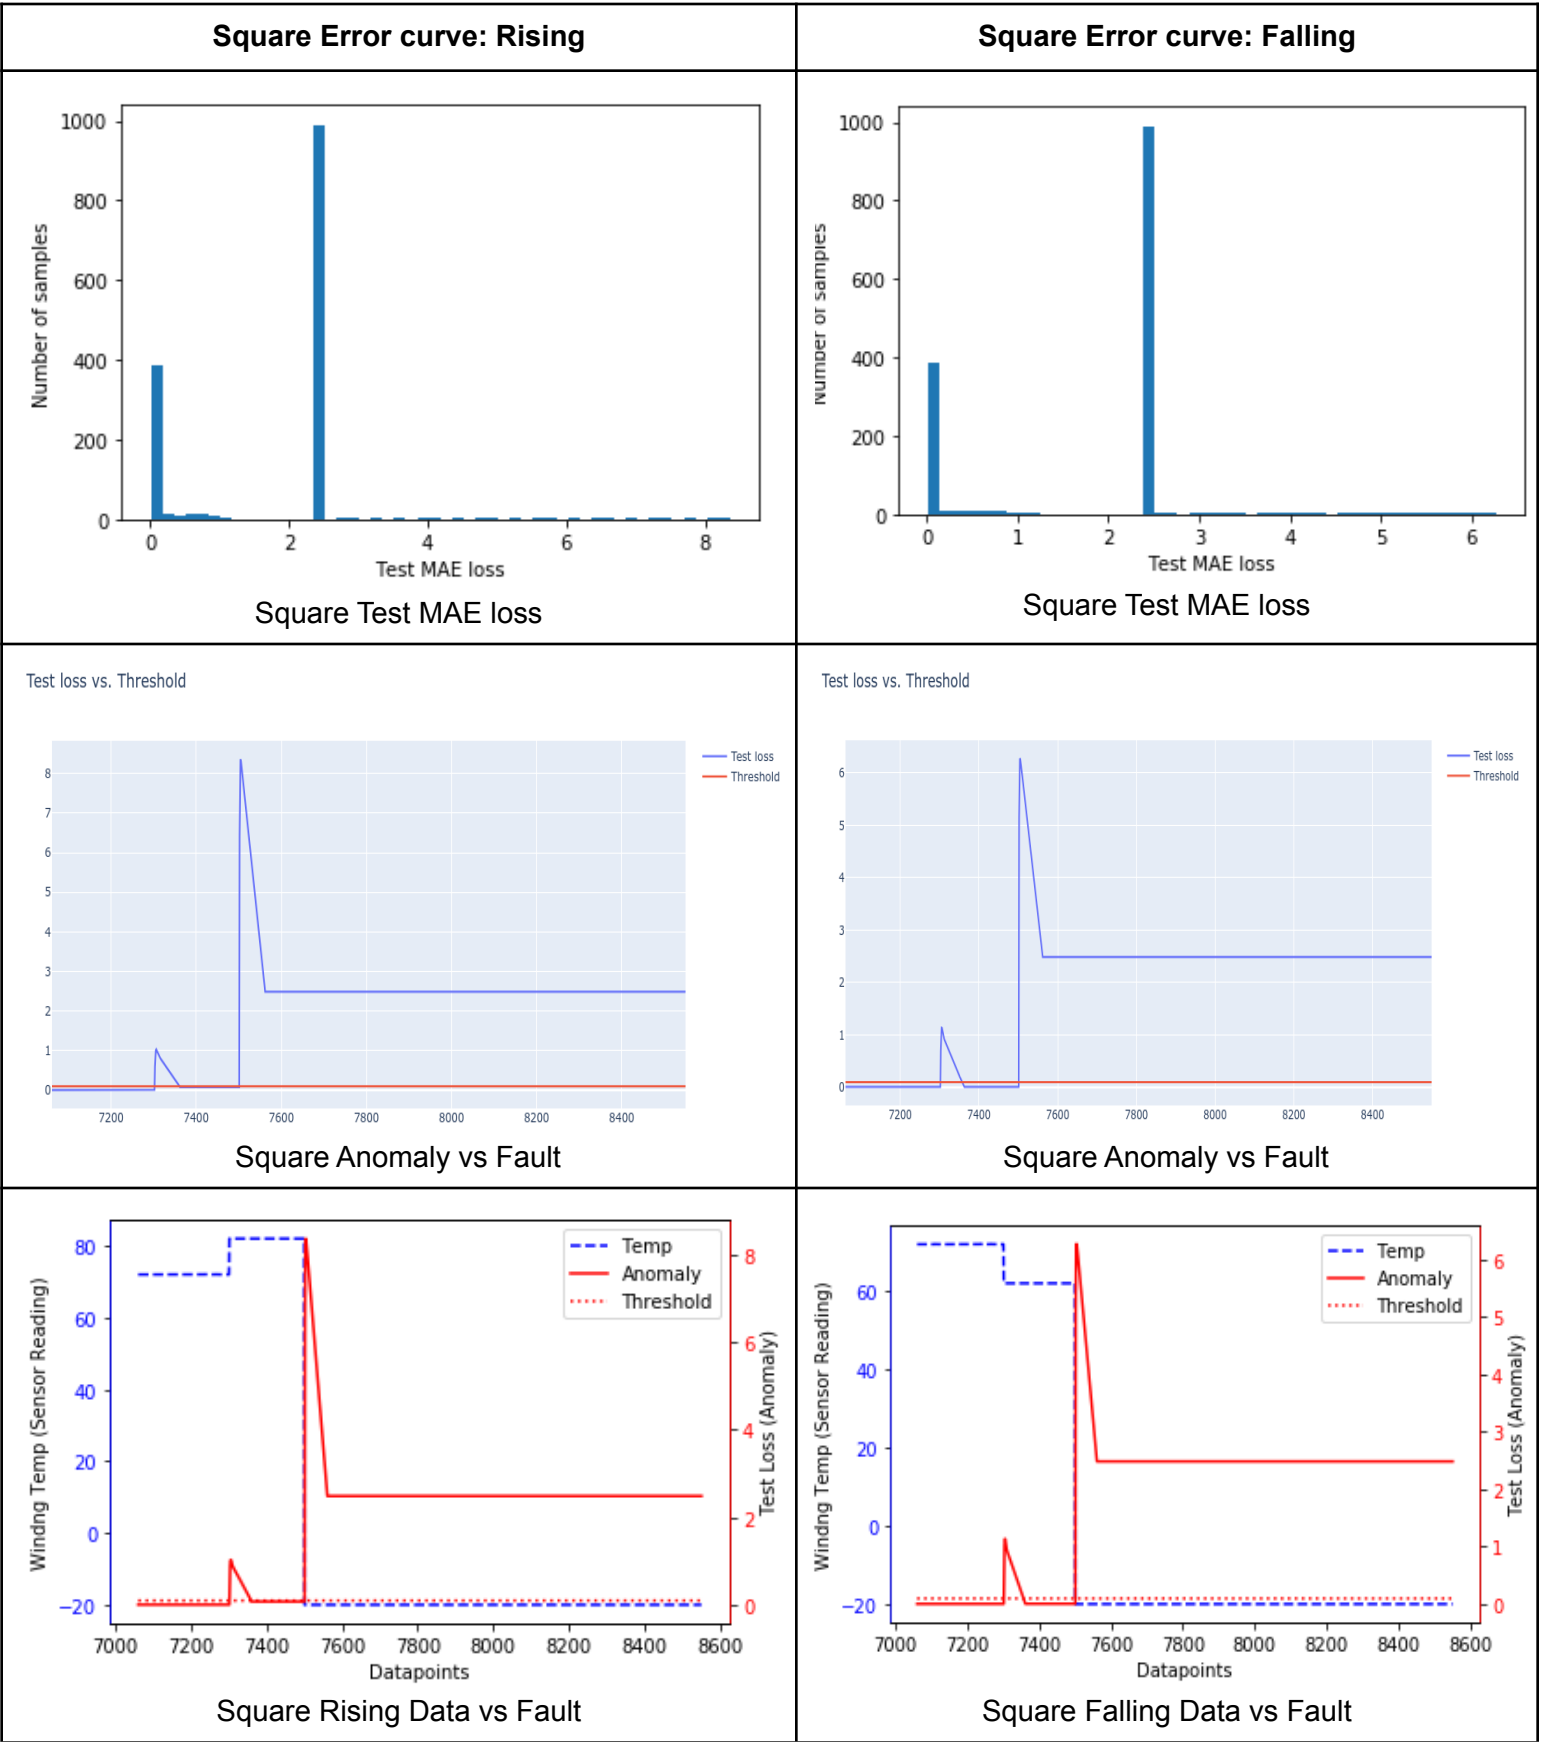 Square Error curve: Rising
Square Error curve: Falling
1000
800
600
400
200
0
Number of samples
0 2 4 6 8
Test MAE loss
Square Test MAE loss
1000
800
600
400
200
0
Number of samples
0 1 2 3 4 5 6
Test MAE loss
Square Test MAE loss
Test loss vs. Threshold
8
7
6
5
4
3
2
1
0
7200 7400 7600 7800 8000 8200 8400
Test loss
Threshold
Square Anomaly vs Fault
Test loss vs. Threshold
6
5
4
3
2
1
0
7200 7400 7600 7800 8000 8200 8400
Test loss
Threshold
Square Anomaly vs Fault
80
60
40
20
0
−20
Windng Temp (Sensor Reading)
Temp
Anomaly
Threshold
8
6
4
2
0
Test Loss (Anomaly)
7000 7200 7400 7600 7800 8000 8200 8400 8600
Datapoints
Square Rising Data vs Fault
60
40
20
0
−20
Windng Temp (Sensor Reading)
Temp
Anomaly
Threshold
6
5
4
3
2
1
0
Test Loss (Anomaly)
7000 7200 7400 7600 7800 8000 8200 8400 8600
Datapoints
Square Falling Data vs Fault